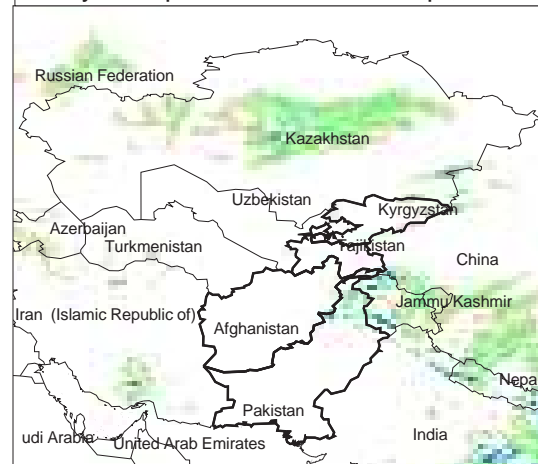 Russian Federation
Kazakhstan
Uzbekistan
Kyrgyzstan
Azerbaijan
Turkmenistan
Tajikistan
China
Jammu Kashmir
Iran (Islamic Republic of)
Afghanistan
Nepa
Pakistan
India
udi Arabia
United Arab Emirates